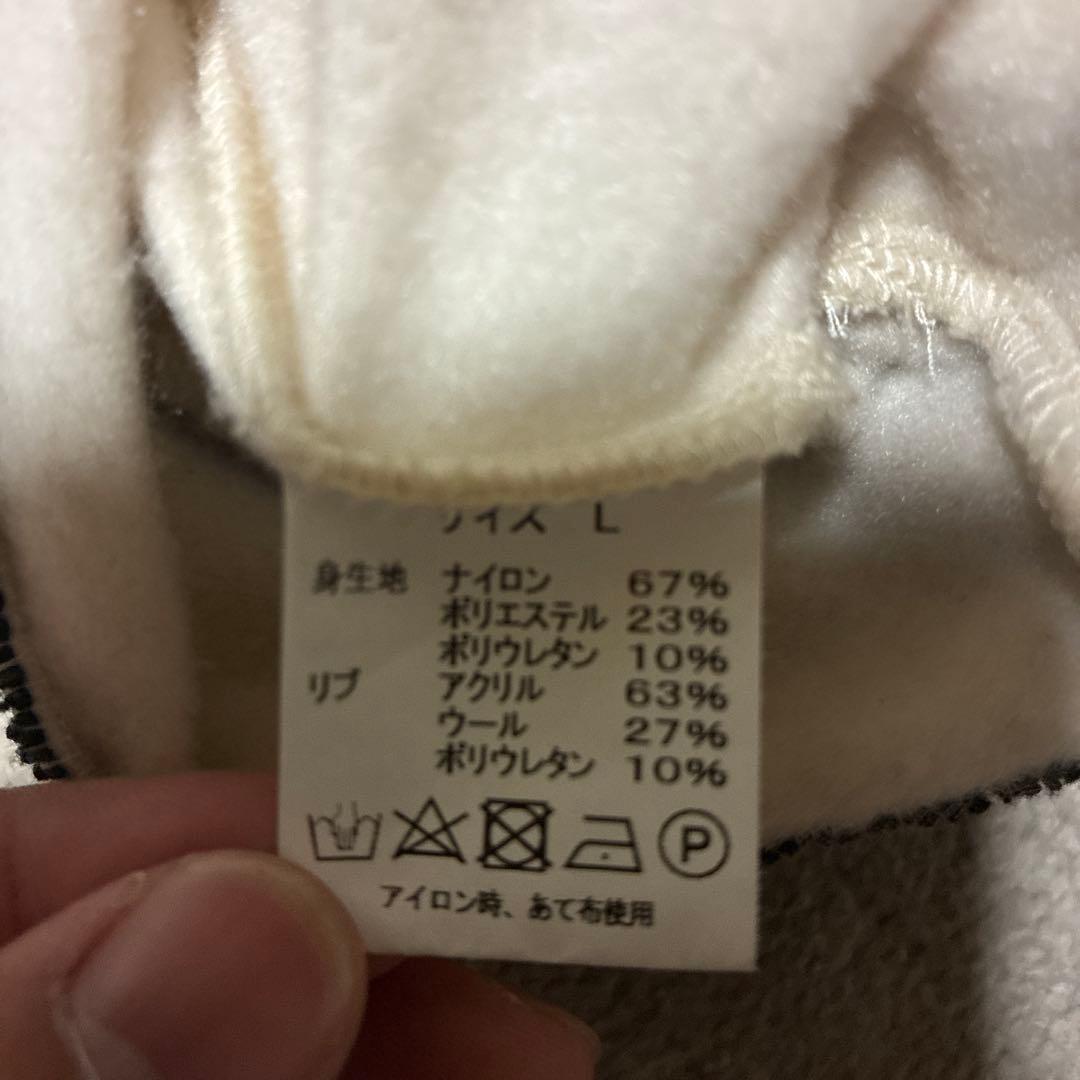 サイズ L
身生地 ナイロン 67%
ポリエステル 23%
ポリウレタン 10%
リブ アクリル 63%
ウール 27%
ポリウレタン 10%
P
アイロン時、あて布使用